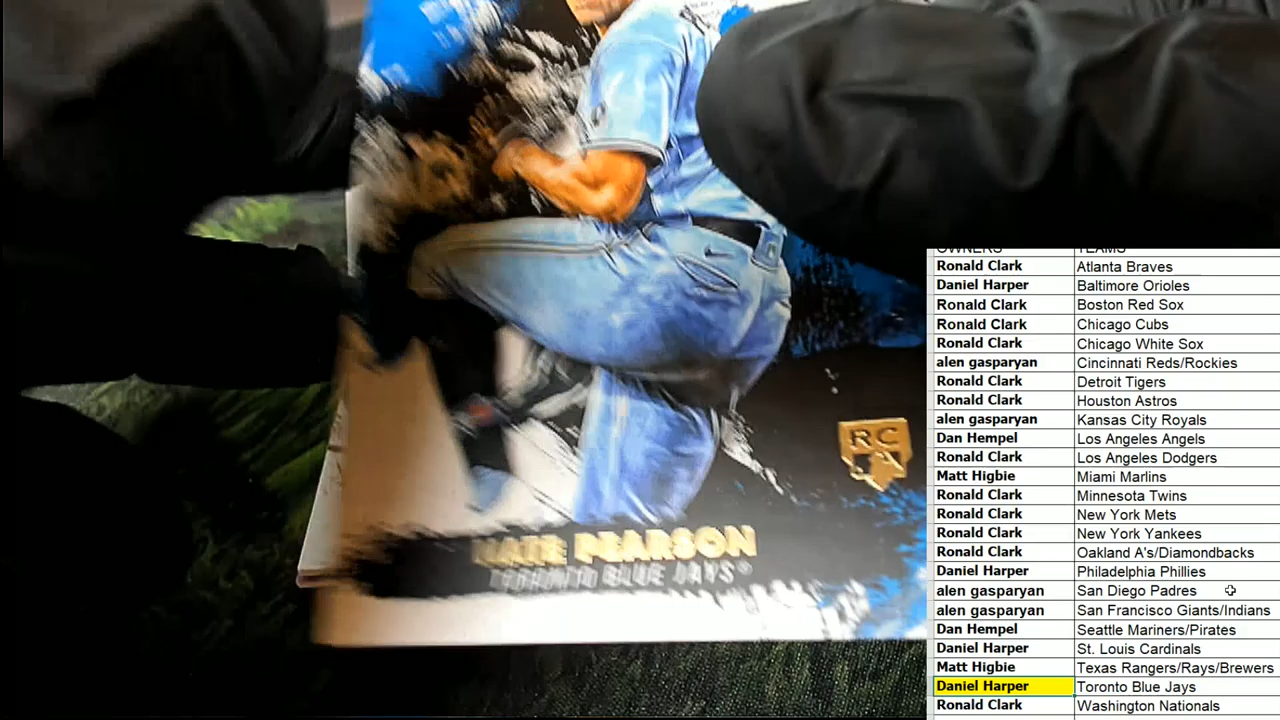 RC
NATE PEARSON
TORONTO BLUE JAYS
OWNERS TEAMS
Ronald Clark Atlanta Braves
Daniel Harper Baltimore Orioles
Ronald Clark Boston Red Sox
Ronald Clark Chicago Cubs
Ronald Clark Chicago White Sox
alen gasparyan Cincinnati Reds/Rockies
Ronald Clark Detroit Tigers
Ronald Clark Houston Astros
alen gasparyan Kansas City Royals
Dan Hempel Los Angeles Angels
Ronald Clark Los Angeles Dodgers
Matt Higbie Miami Marlins
Ronald Clark Minnesota Twins
Ronald Clark New York Mets
Ronald Clark New York Yankees
Ronald Clark Oakland A's/Diamondbacks
Daniel Harper Philadelphia Phillies
alen gasparyan San Diego Padres
alen gasparyan San Francisco Giants/Indians
Dan Hempel Seattle Mariners/Pirates
Daniel Harper St. Louis Cardinals
Matt Higbie Texas Rangers/Rays/Brewers
Daniel Harper Toronto Blue Jays
Ronald Clark Washington Nationals